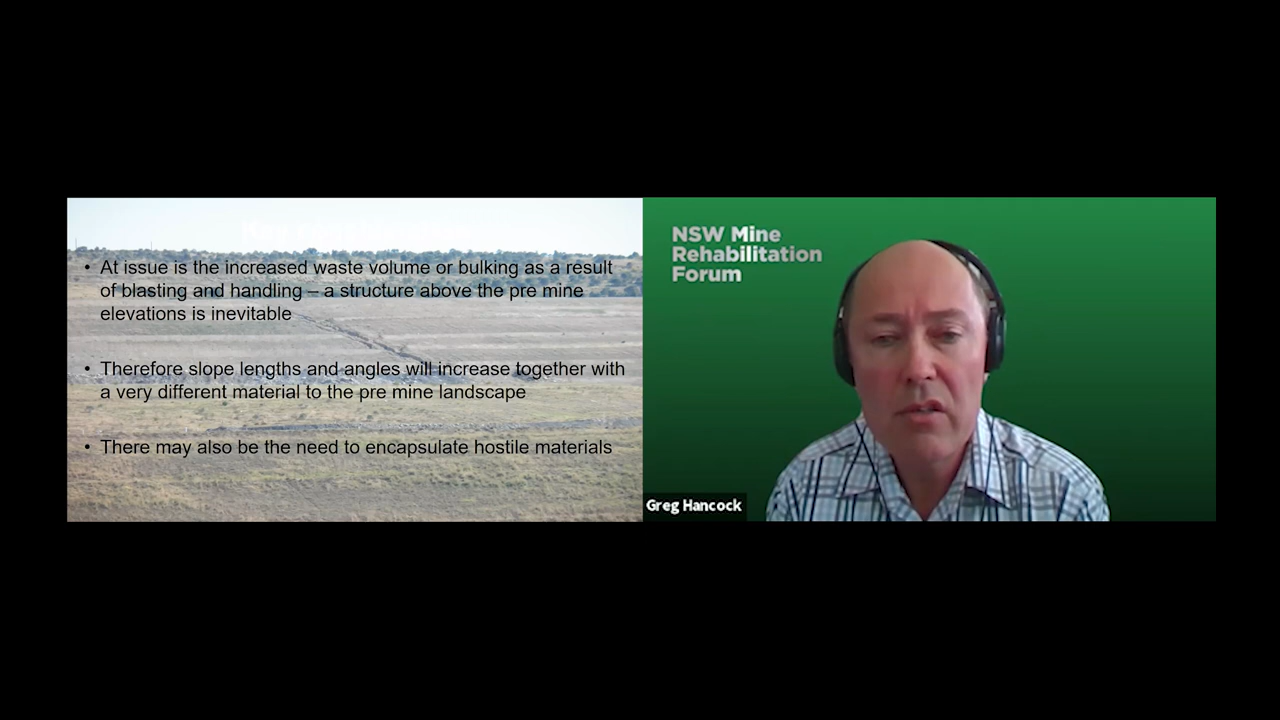 • At issue is the increased waste volume or bulking as a result
of blasting and handling – a structure above the pre mine
elevations is inevitable
• Therefore slope lengths and angles will increase together with
a very different material to the pre mine landscape
• There may also be the need to encapsulate hostile materials
NSW Mine
Rehabilitation
Forum
Greg Hancock